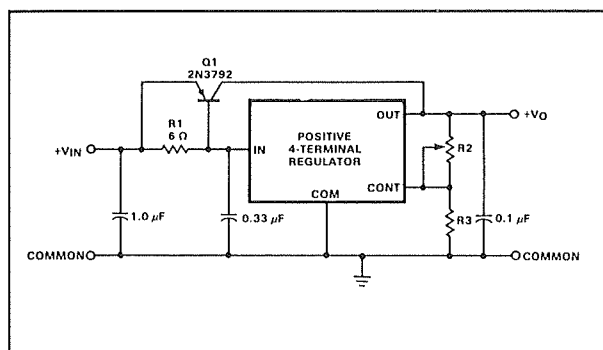 Q1
2N3792
R1
6 Ω
+VIN
IN
POSITIVE
4-TERMINAL
REGULATOR
COM
OUT
CONT
+VO
R2
R3
1.0 μF
0.33 μF
0.1 μF
COMMON
COMMON